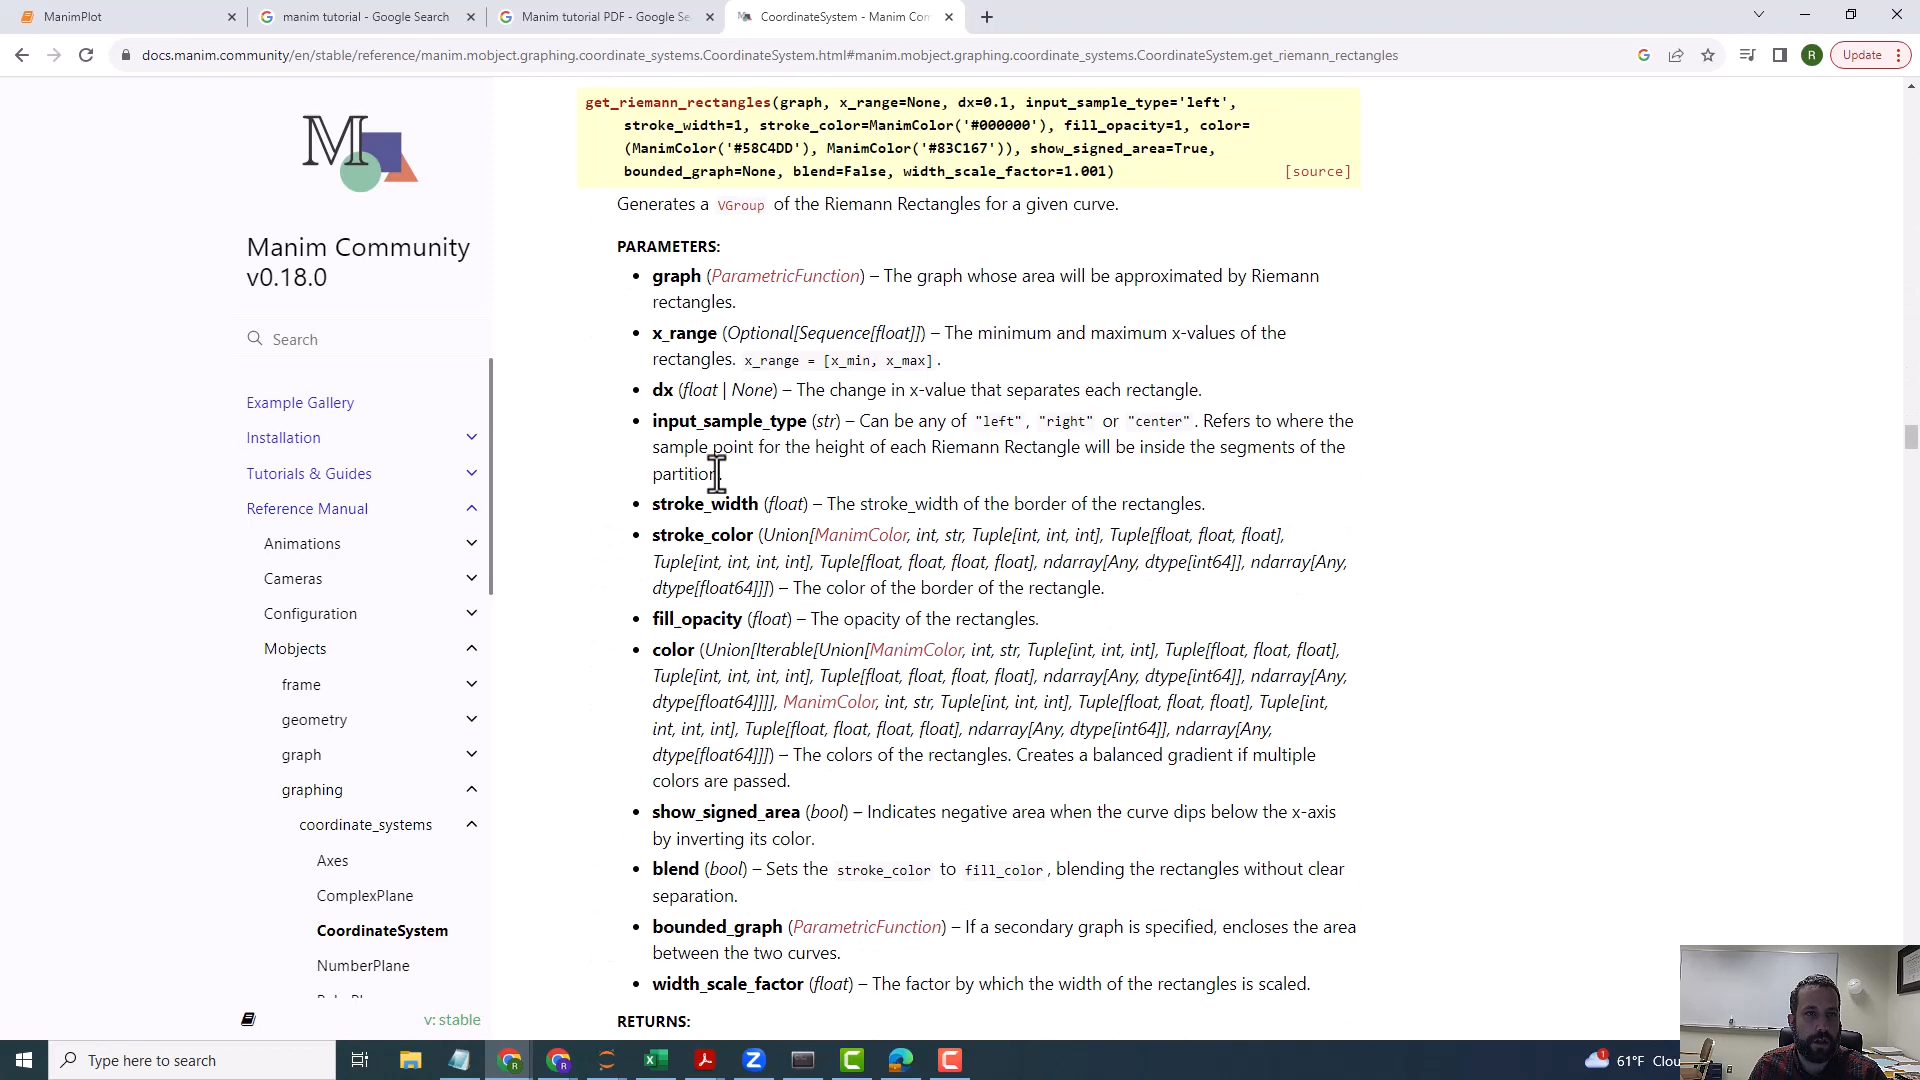 ManimPlot
manim tutorial - Google Search
Manim tutorial PDF - Google Se
CoordinateSystem - Manim Com
docs.manim.community/en/stable/reference/manim.mobject.graphing.coordinate_systems.CoordinateSystem.html#manim.mobject.graphing.coordinate_systems.CoordinateSystem.get_riemann_rectangles
R
Update
M
Manim Community
v0.18.0
Search
Example Gallery
Installation
Tutorials & Guides
Reference Manual
Animations
Cameras
Configuration
Mobjects
frame
geometry
graph
graphing
coordinate_systems
Axes
ComplexPlane
CoordinateSystem
NumberPlane
v: stable
get_riemann_rectangles(graph, x_range=None, dx=0.1, input_sample_type='left',
stroke_width=1, stroke_color=ManimColor('#000000'), fill_opacity=1, color=
(ManimColor('#58C4DD'), ManimColor('#83C167')), show_signed_area=True,
bounded_graph=None, blend=False, width_scale_factor=1.001) [source]
Generates a VGroup of the Riemann Rectangles for a given curve.
PARAMETERS:
• graph (ParametricFunction) – The graph whose area will be approximated by Riemann
rectangles.
• x_range (Optional[Sequence[float]]) – The minimum and maximum x-values of the
rectangles. x_range = [x_min, x_max].
• dx (float | None) – The change in x-value that separates each rectangle.
• input_sample_type (str) – Can be any of "left", "right" or "center". Refers to where the
sample point for the height of each Riemann Rectangle will be inside the segments of the
partition.
• stroke_width (float) – The stroke_width of the border of the rectangles.
• stroke_color (Union[ManimColor, int, str, Tuple[int, int, int], Tuple[float, float, float],
Tuple[int, int, int, int], Tuple[float, float, float, float], ndarray[Any, dtype[int64]], ndarray[Any,
dtype[float64]]]) – The color of the border of the rectangle.
• fill_opacity (float) – The opacity of the rectangles.
• color (Union[Iterable[Union[ManimColor, int, str, Tuple[int, int, int], Tuple[float, float, float],
Tuple[int, int, int, int], Tuple[float, float, float, float], ndarray[Any, dtype[int64]], ndarray[Any,
dtype[float64]]]], ManimColor, int, str, Tuple[int, int, int], Tuple[float, float, float], Tuple[int,
int, int, int], Tuple[float, float, float, float], ndarray[Any, dtype[int64]], ndarray[Any,
dtype[float64]]]) – The colors of the rectangles. Creates a balanced gradient if multiple
colors are passed.
• show_signed_area (bool) – Indicates negative area when the curve dips below the x-axis
by inverting its color.
• blend (bool) – Sets the stroke_color to fill_color, blending the rectangles without clear
separation.
• bounded_graph (ParametricFunction) – If a secondary graph is specified, encloses the area
between the two curves.
• width_scale_factor (float) – The factor by which the width of the rectangles is scaled.
RETURNS:
Type here to search
1
61°F Clou